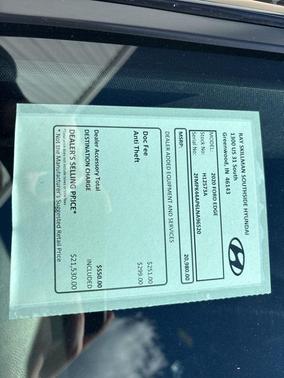 RAY SKILLMAN SOUTHSIDE HYUNDAI
1300 US 31 South
Greenwood, IN 46143
MODEL: 2020 FORD EDGE
Stock No: H12573A
Serial No: 2FMPK4AP6LNA96520
MSRP: 20,980.00
DEALER ADDED EQUIPMENT AND SERVICES
Doc Fee $251.00
Anti Theft $299.00
Dealer Accessory Total $550.00
DESTINATION CHARGE INCLUDED
DEALER'S SELLING PRICE* $21,530.00
* Not the Manufacturer's Suggested Retail Price